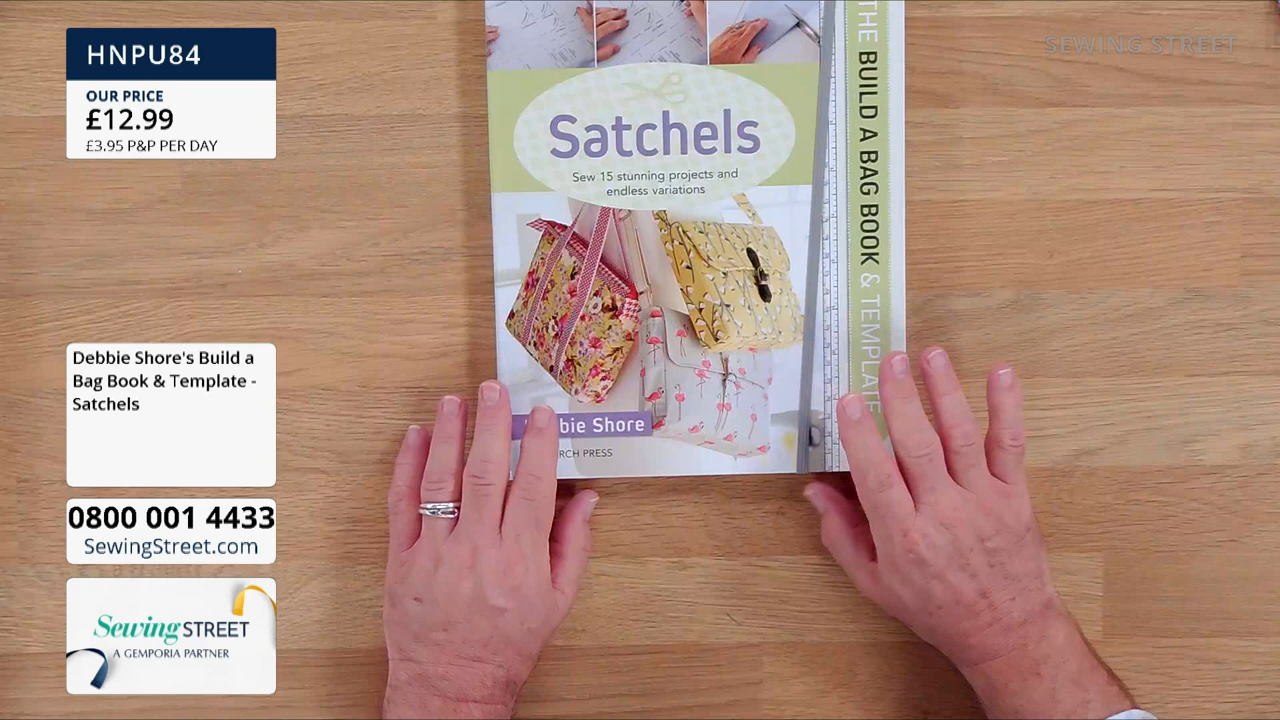 HNPU84
OUR PRICE
£12.99
£3.95 P&P PER DAY
Debbie Shore's Build a
Bag Book & Template -
Satchels
0800 001 4433
SewingStreet.com
Sewing STREET
A GEMPORIA PARTNER
Satchels
Sew 15 stunning projects and
endless variations
Shore
PRESS
THE BUILD A BAG BOOK & TEMPLATE
SEWING STREET